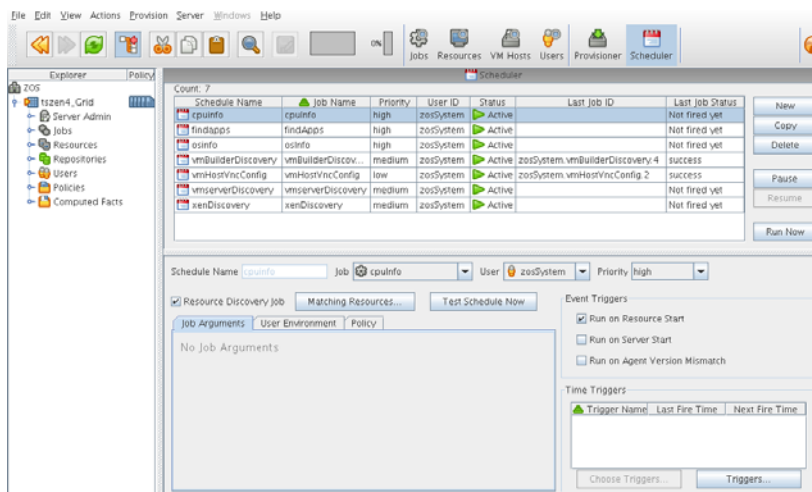 File Edit View Actions Provision Server Windows Help
0%
Jobs Resources VM Hosts Users Provisioner Scheduler
Explorer Policy
ZOS
tszen4_Grid
Server Admin
Jobs
Resources
Repositories
Users
Policies
Computed Facts
Scheduler
Count: 7
Schedule Name Job Name Priority User ID Status Last Job ID Last Job Status
cpuinfo cpuinfo high zosSystem Active Not fired yet
findapps findApps high zosSystem Active Not fired yet
osinfo osInfo high zosSystem Active Not fired yet
vmBuilderDiscovery vmBuilderDiscov... medium zosSystem Active zosSystem.vmBuilderDiscovery.4 success
vmHostVncConfig vmHostVncConfig low zosSystem Active zosSystem.vmHostVncConfig.2 success
vmserverDiscovery vmserverDiscovery medium zosSystem Active Not fired yet
xenDiscovery xenDiscovery medium zosSystem Active Not fired yet
New
Copy
Delete
Pause
Resume
Run Now
Schedule Name cpuinfo Job cpuinfo User zosSystem Priority high
Resource Discovery Job Matching Resources... Test Schedule Now
Job Arguments User Environment Policy
No Job Arguments
Event Triggers
Run on Resource Start
Run on Server Start
Run on Agent Version Mismatch
Time Triggers
Trigger Name Last Fire Time Next Fire Time
Choose Triggers... Triggers...